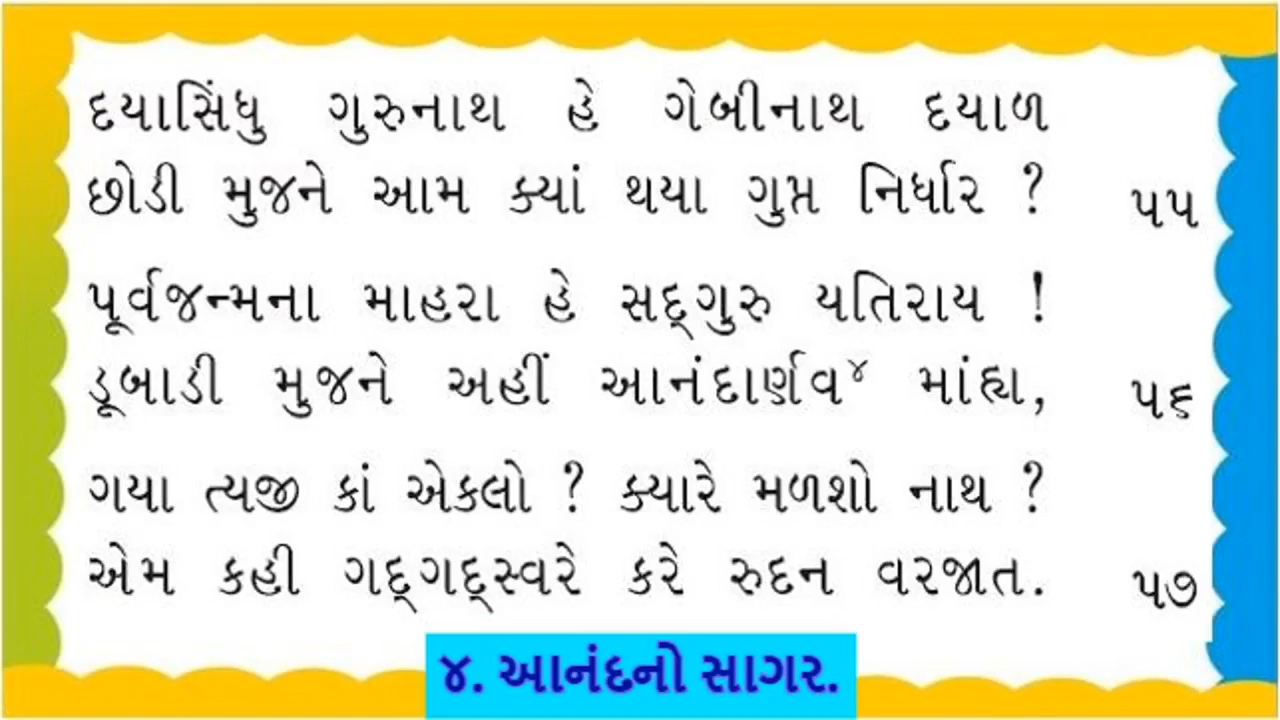 દયાસિંધુ ગુરુનાથ હે ગેબીનાથ દયાળ
છોડી મુજને આમ ક્યાં થયા ગુપ્ત નિર્ધાર ? ૫૫
પૂર્વજન્મના માહરા હે સદ્‌ગુરુ યતિરાય !
ડૂબાડી મુજને અહીં આનંદાર્ણવ૪ માંહ્ય, ૫૬
ગયા ત્યજી કાં એકલો ? ક્યારે મળશો નાથ ?
એમ કહી ગદ્‌ગદ્‌સ્વરે કરે રુદન વરજાત. ૫૭
૪. આનંદનો સાગર.